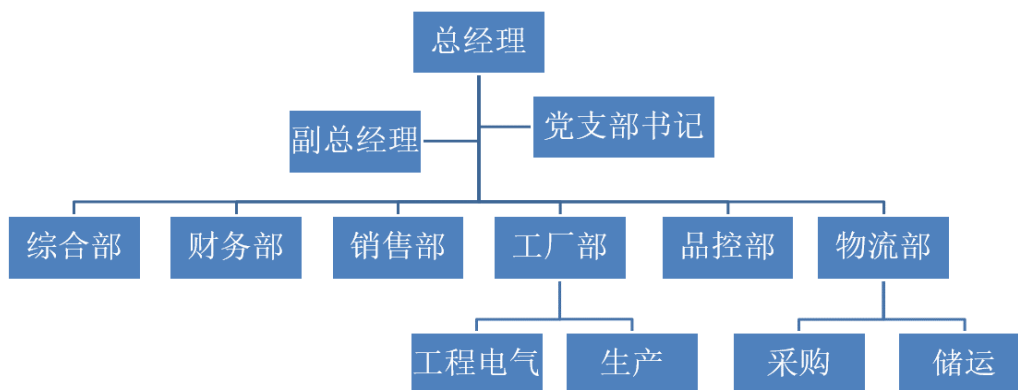 总经理
党支部书记
副总经理
综合部
财务部
销售部
工厂部
品控部
物流部
工程电气
生产
采购
储运